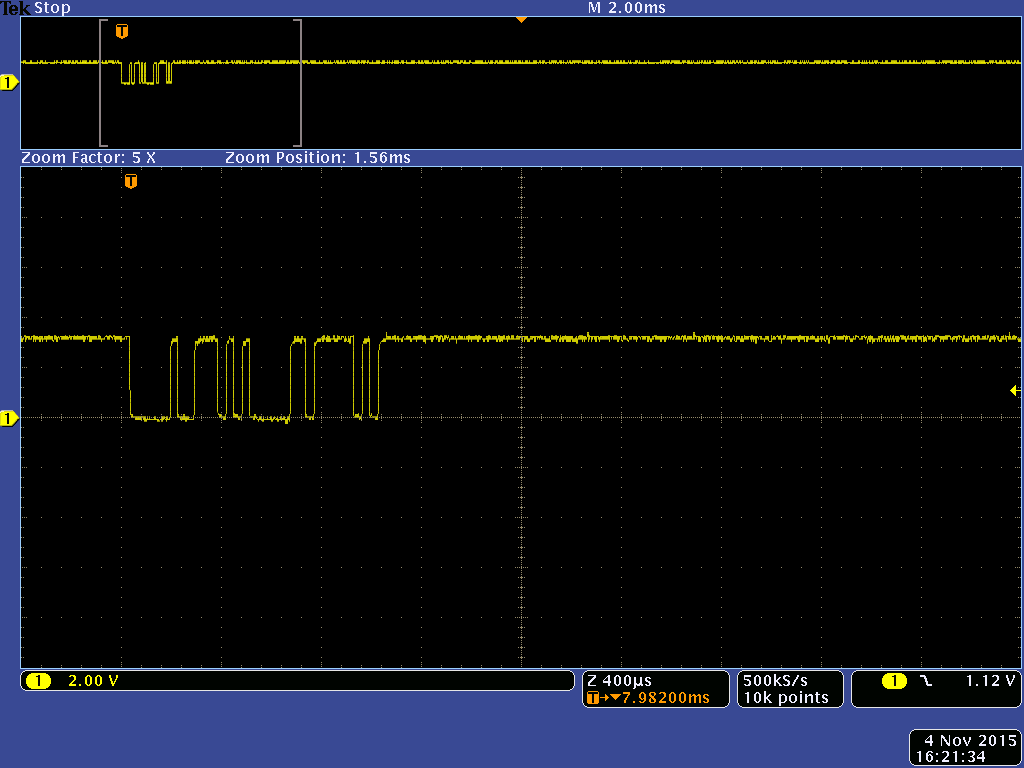 Tek Stop M 2.00ms
T
1
Zoom Factor: 5 X Zoom Position: 1.56ms
T
1
1 2.00 V
Z 400µs
T→▼7.98200ms
500kS/s
10k points
1 1.12 V
4 Nov 2015
16:21:34